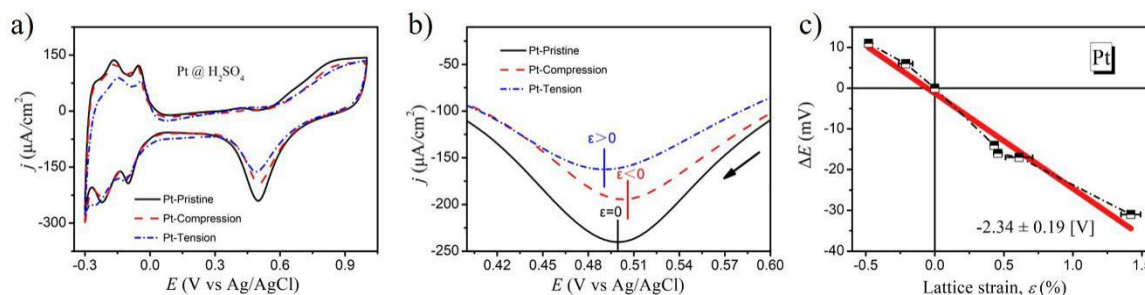 a)
150
0
-150
-300
j (μA/cm²)
Pt @ H₂SO₄
Pt-Pristine
Pt-Compression
Pt-Tension
-0.3 0.0 0.3 0.6 0.9
E (V vs Ag/AgCl)
b)
-50
-100
-150
-200
-250
j (μA/cm²)
Pt-Pristine
Pt-Compression
Pt-Tension
ε>0
ε<0
ε=0
0.42 0.45 0.48 0.51 0.54 0.57 0.60
E (V vs Ag/AgCl)
c)
20
10
0
-10
-20
-30
-40
ΔE (mV)
Pt
-2.34 ± 0.19 [V]
-0.5 0.0 0.5 1.0 1.5
Lattice strain, ε(%)